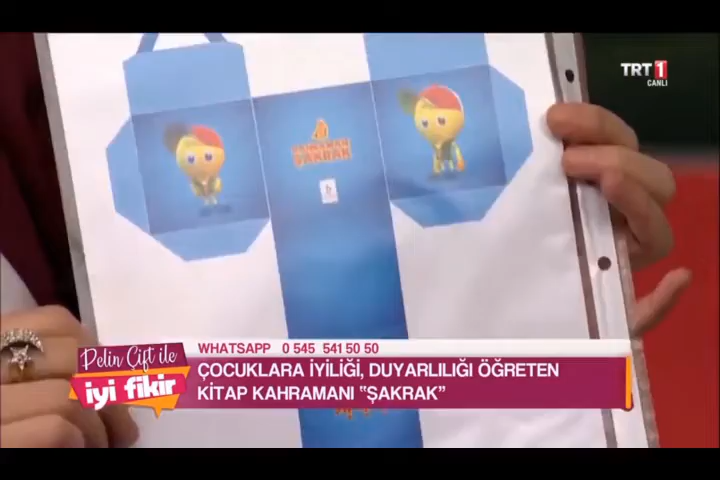 TRT 1
CANLI
KAHRAMAN
ŞAKRAK
WHATSAPP 0 545 541 50 50
Pelin Çift ile
iyi fikir
ÇOCUKLARA İYİLİĞİ, DUYARLILIĞI ÖĞRETEN
KİTAP KAHRAMANI "ŞAKRAK"